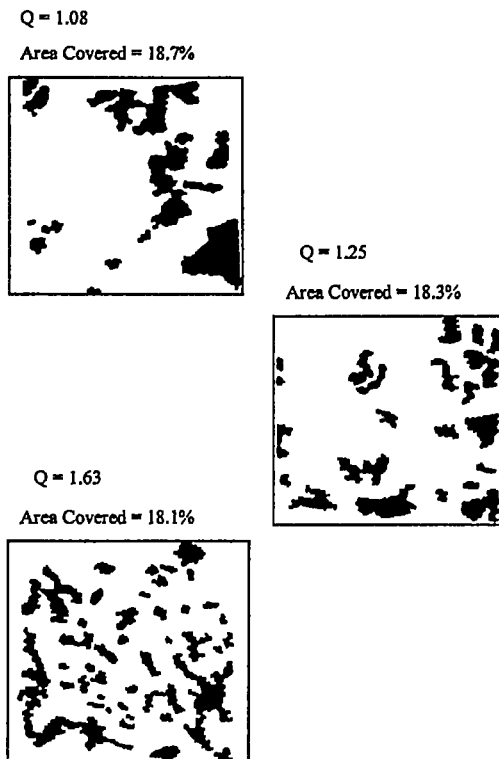 Q = 1.08
Area Covered = 18.7%
Q = 1.25
Area Covered = 18.3%
Q = 1.63
Area Covered = 18.1%